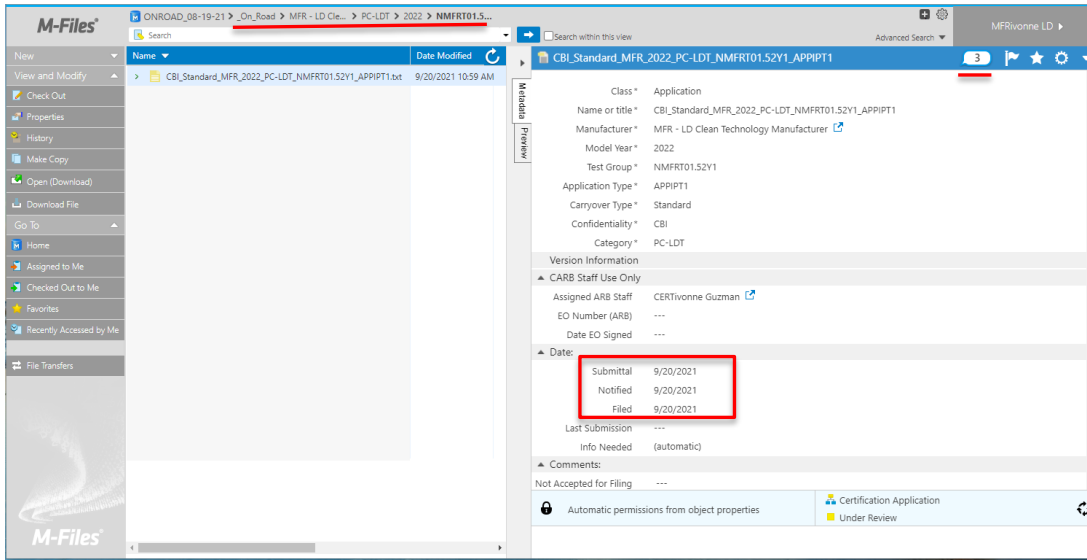 M-Files®
ONROAD_08-19-21 > _On_Road > MFR - LD Cle... > PC-LDT > 2022 > NMFRT01.5...
MFRivonne LD
Search
Search within this view
Advanced Search
New
View and Modify
Check Out
Properties
History
Make Copy
Open (Download)
Download File
Go To
Home
Assigned to Me
Checked Out to Me
Favorites
Recently Accessed by Me
File Transfers
M-Files®
Name
Date Modified
CBI_Standard_MFR_2022_PC-LDT_NMFRT01.52Y1_APPIPT1.txt 9/20/2021 10:59 AM
Metadata
Preview
CBI_Standard_MFR_2022_PC-LDT_NMFRT01.52Y1_APPIPT1
3
Class* Application
Name or title* CBI_Standard_MFR_2022_PC-LDT_NMFRT01.52Y1_APPIPT1
Manufacturer* MFR - LD Clean Technology Manufacturer
Model Year* 2022
Test Group* NMFRT01.52Y1
Application Type* APPIPT1
Carryover Type* Standard
Confidentiality* CBI
Category* PC-LDT
Version Information
CARB Staff Use Only
Assigned ARB Staff CERTivonne Guzman
EO Number (ARB) ---
Date EO Signed ---
Date:
Submittal 9/20/2021
Notified 9/20/2021
Filed 9/20/2021
Last Submission ---
Info Needed (automatic)
Comments:
Not Accepted for Filing ---
Automatic permissions from object properties
Certification Application
Under Review